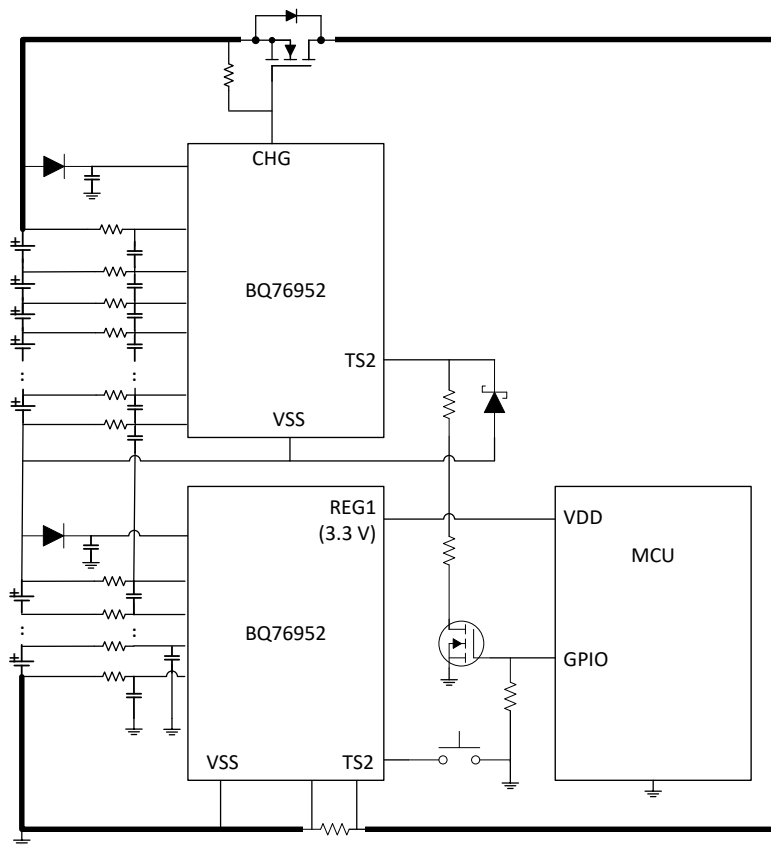 CHG
BQ76952
TS2
VSS
REG1
(3.3 V)
VDD
MCU
BQ76952
GPIO
VSS
TS2